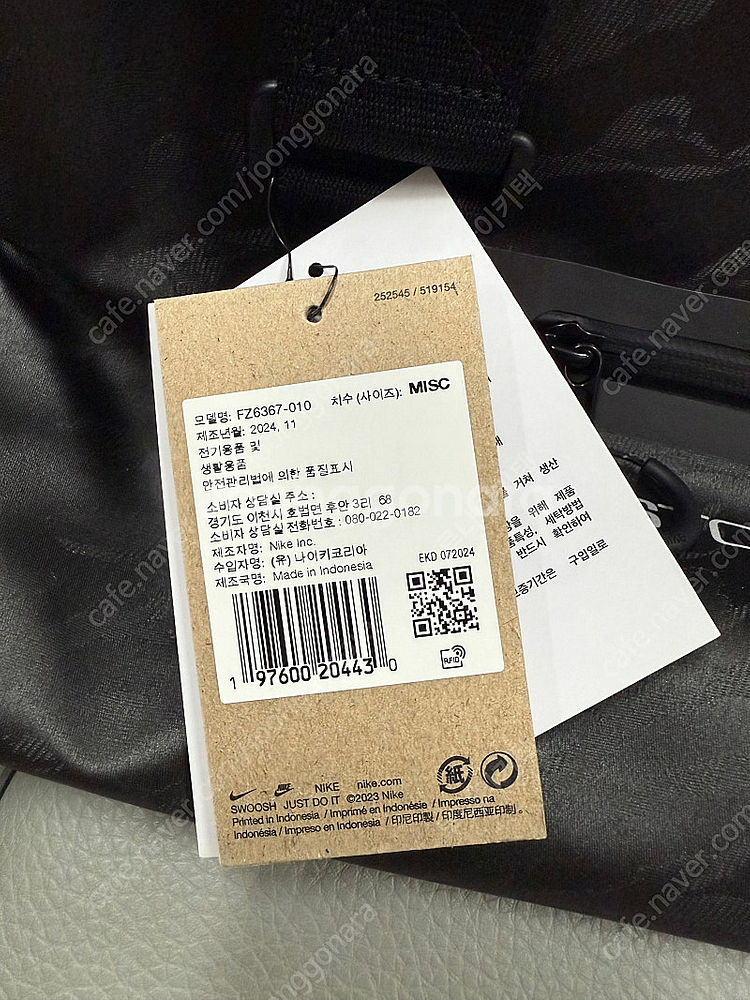 252545 / 519154
모델명: FZ6367-010 치수 (사이즈): MISC
제조년월: 2024, 11
전기용품 및
생활용품
안전관리법에 의한 품질표시
소비자 상담실 주소 :
경기도 이천시 호법면 후안 3리 68
소비자 상담실 전화번호 : 080-022-0182
제조자명: Nike Inc.
수입자명: (유) 나이키코리아
제조국명: Made in Indonesia
EKD 072024
1 97600 20443 0
RFID
NIKE nike.com
SWOOSH JUST DO IT ©2023 Nike
Printed in Indonesia / Imprimé en Indonésie / Impresso na
Indonésia / Impreso en Indonesia / 印尼印製 / 印度尼西亚印制 。
紙
거쳐 생산
위해 제품
품특성, 세탁방법
반드시 확인하여
구입일로
cafe.naver.com/joonggonara